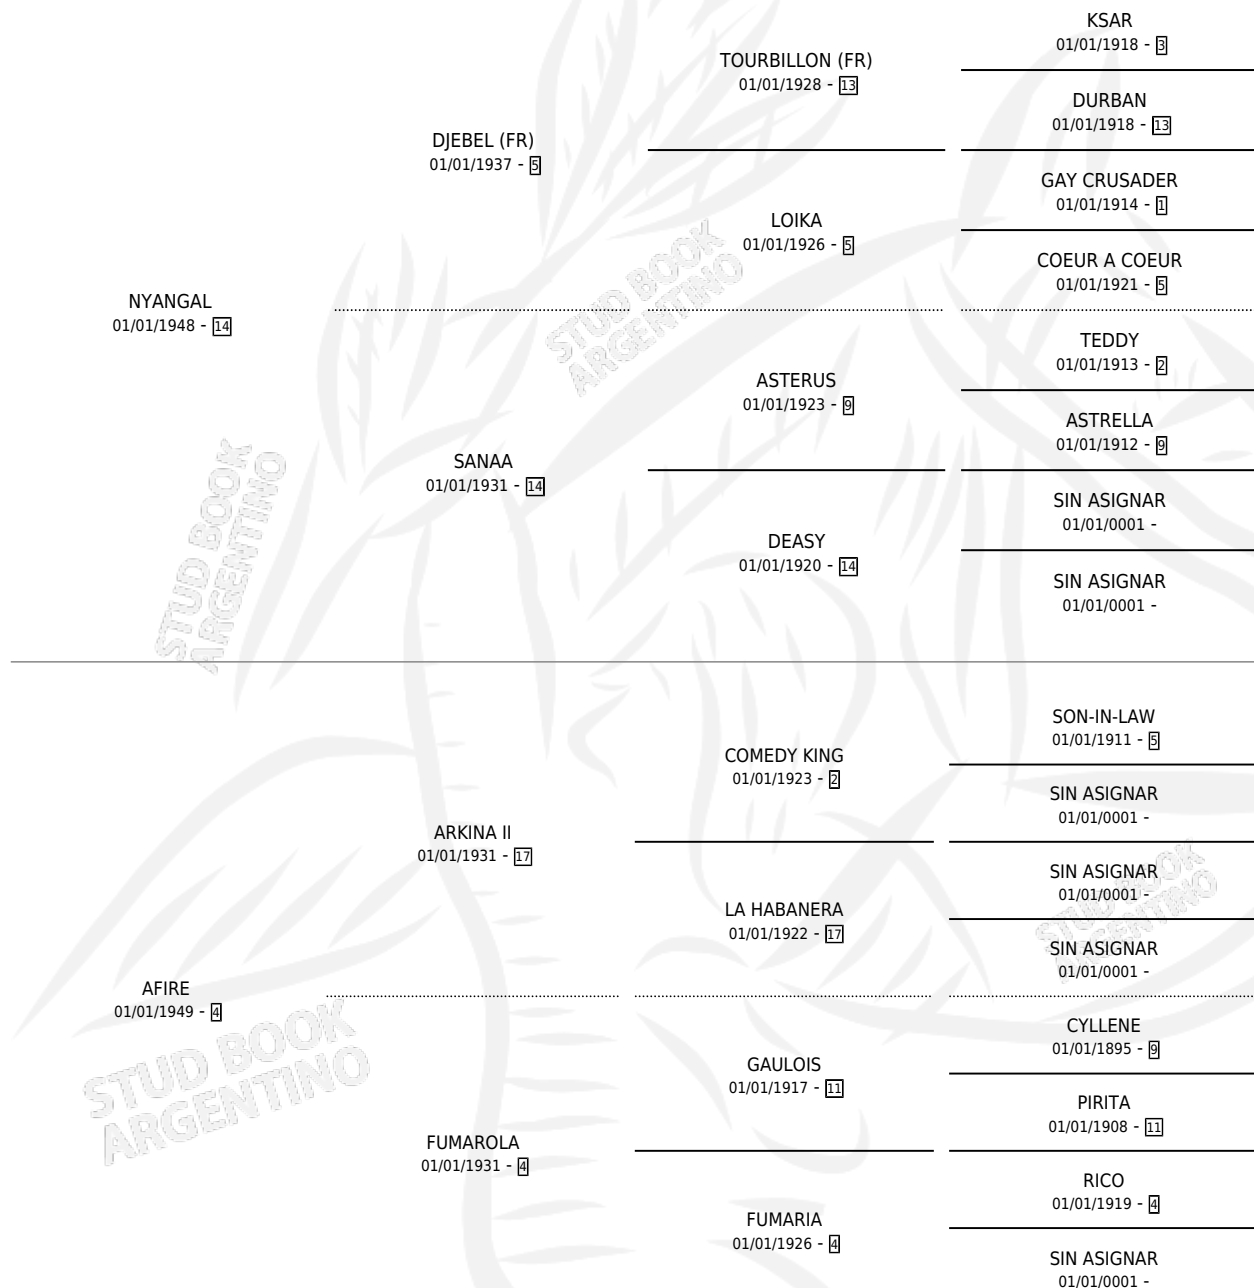 KSAR
01/01/1918 - 3
TOURBILLON (FR)
01/01/1928 - 13
DURBAN
01/01/1918 - 13
DJEBEL (FR)
01/01/1937 - 5
GAY CRUSADER
01/01/1914 - 1
LOIKA
01/01/1926 - 5
COEUR A COEUR
01/01/1921 - 5
NYANGAL
01/01/1948 - 14
STUD BOOK
ARGENTINO
TEDDY
01/01/1913 - 2
ASTERUS
01/01/1923 - 9
ASTRELLA
01/01/1912 - 9
SANAA
01/01/1931 - 14
SIN ASIGNAR
01/01/0001 -
DEASY
01/01/1920 - 14
SIN ASIGNAR
01/01/0001 -
STUD BOOK
ARGENTINO
SON-IN-LAW
01/01/1911 - 5
COMEDY KING
01/01/1923 - 2
SIN ASIGNAR
01/01/0001 -
ARKINA II
01/01/1931 - 17
SIN ASIGNAR
01/01/0001 -
LA HABANERA
01/01/1922 - 17
SIN ASIGNAR
01/01/0001 -
STUD BOOK
ARGENTINO
AFIRE
01/01/1949 - 4
STUD BOOK
ARGENTINO
CYLLENE
01/01/1895 - 9
GAULOIS
01/01/1917 - 11
PIRITA
01/01/1908 - 11
FUMAROLA
01/01/1931 - 4
RICO
01/01/1919 - 4
FUMARIA
01/01/1926 - 4
SIN ASIGNAR
01/01/0001 -